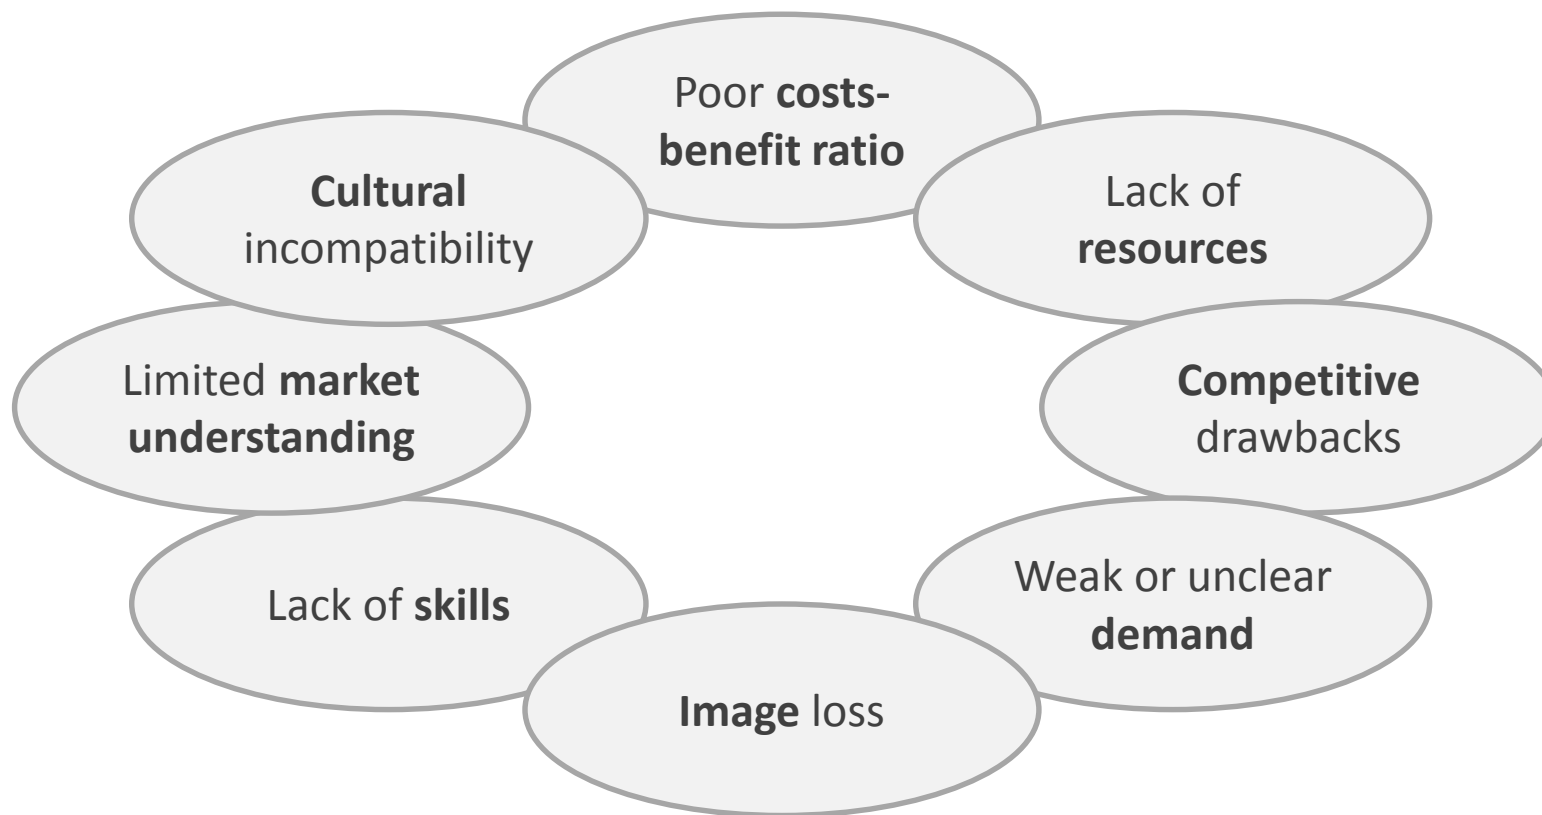 Poor costs-
benefit ratio
Lack of
resources
Competitive
drawbacks
Weak or unclear
demand
Image loss
Lack of skills
Limited market
understanding
Cultural
incompatibility